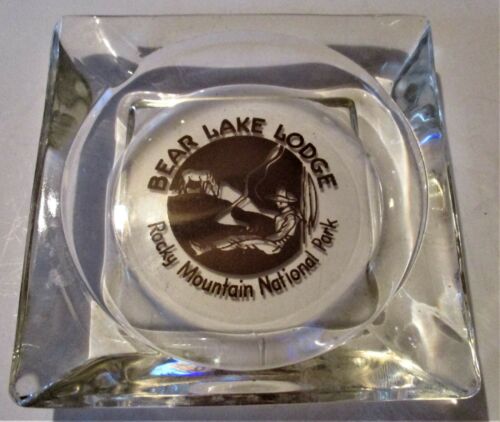 BEAR LAKE LODGE
Rocky Mountain National Park